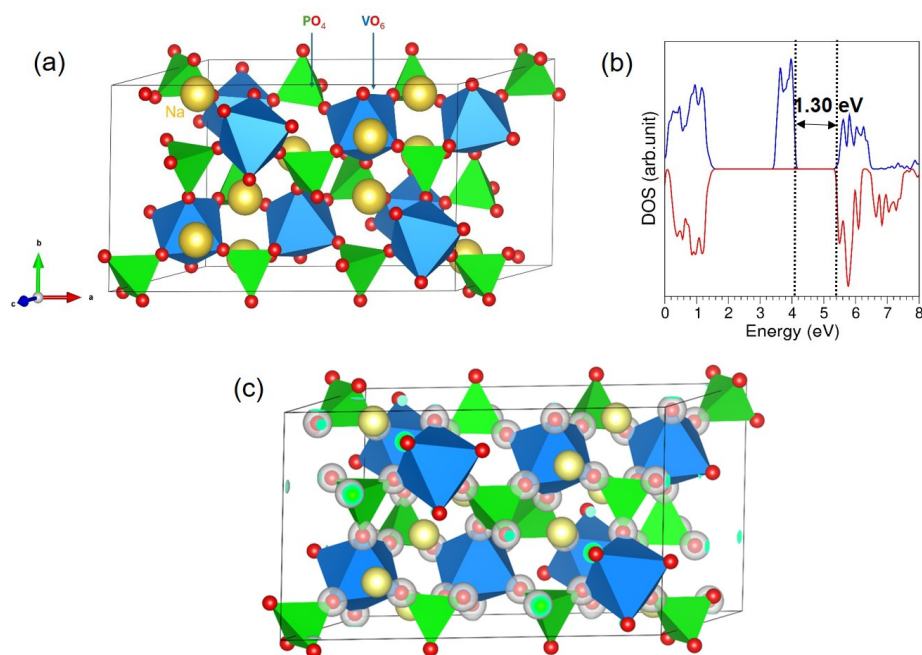 PO₄ VO₆
(a)
Na
b
c
a
(b)
1.30 eV
DOS (arb.unit)
0 1 2 3 4 5 6 7 8
Energy (eV)
(c)